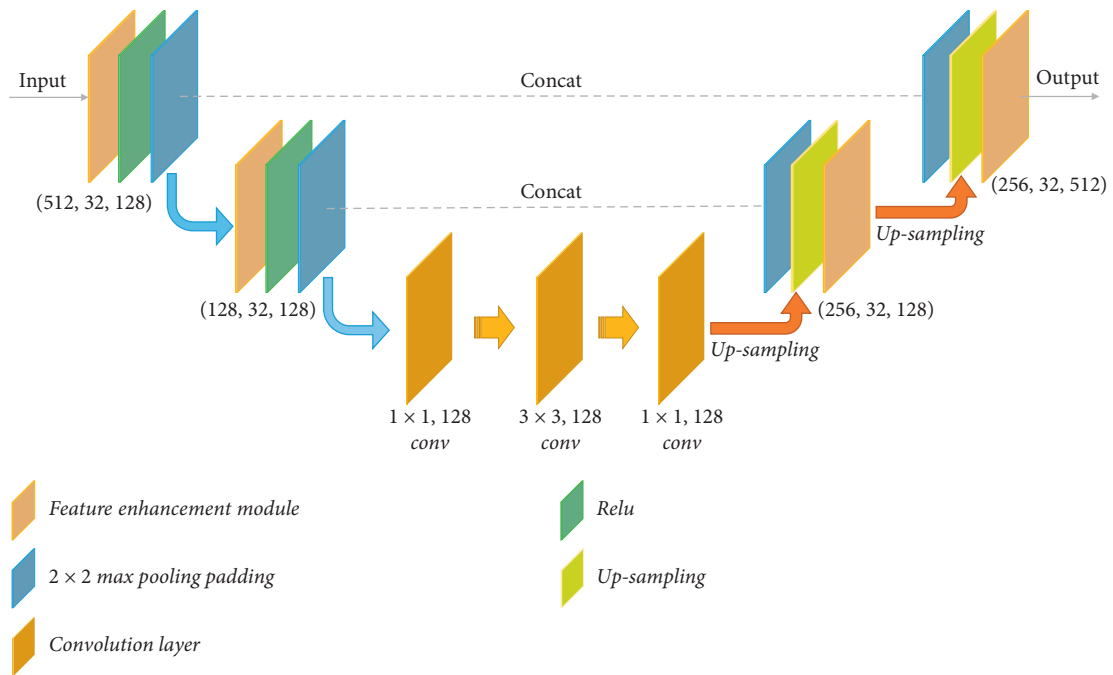 Input
Concat
Output
(512, 32, 128)
Concat
(256, 32, 512)
Up-sampling
(128, 32, 128)
(256, 32, 128)
Up-sampling
1 × 1, 128
conv
3 × 3, 128
conv
1 × 1, 128
conv
Feature enhancement module
Relu
2 × 2 max pooling padding
Up-sampling
Convolution layer